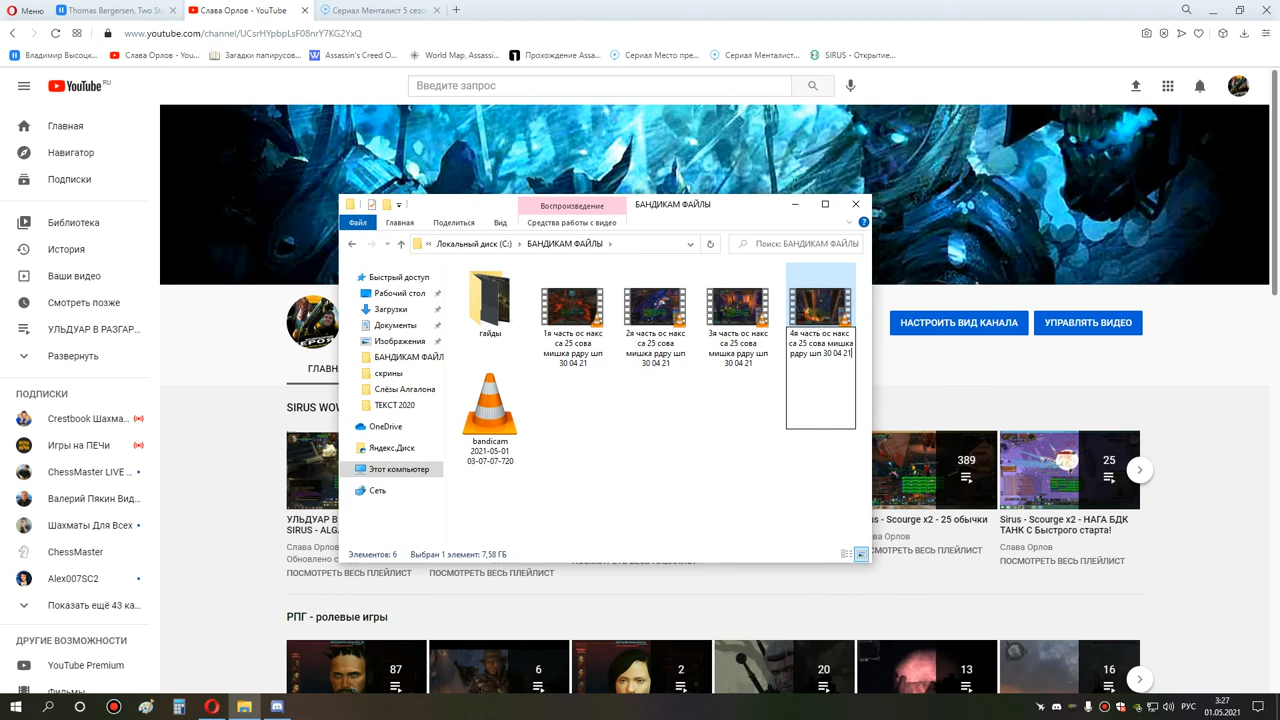 Меню
Thomas Bergersen, Two St
Слава Орлов - YouTube
Сериал Менталист 5 сезо
www.youtube.com/channel/UCsrHYpbpLsF08nrY7KG2YxQ
Владимир Высоцк...
Слава Орлов - You...
Загадки папирусов...
Assassin's Creed O...
World Map, Assassi...
Прохождение Assa...
Сериал Место пре...
Сериал Менталист...
SIRUS - Открытие...
YouTube RU
Введите запрос
Главная
Навигатор
Подписки
Библиотека
История
Ваши видео
Смотреть позже
УЛЬДУАР В РАЗГАР...
Развернуть
ПОДПИСКИ
Crestbook Шахма...
Игры на ПЕЧи
ChessMaster LIVE ...
Валерий Пякин Вид...
Шахматы Для Всех
ChessMaster
Alex007SC2
Показать ещё 43 ка...
ДРУГИЕ ВОЗМОЖНОСТИ
YouTube Premium
Фильмы
НАСТРОИТЬ ВИД КАНАЛА
УПРАВЛЯТЬ ВИДЕО
ГЛАВН
Воспроизведение
БАНДИКАМ ФАЙЛЫ
Файл
Главная
Поделиться
Вид
Средства работы с видео
« Локальный диск (C:) › БАНДИКАМ ФАЙЛЫ ›
Поиск: БАНДИКАМ ФАЙЛЫ
Быстрый доступ
Рабочий стол
Загрузки
Документы
Изображения
БАНДИКАМ ФАЙЛ
скрины
Слёзы Алгалона
ТЕКСТ 2020
OneDrive
Яндекс.Диск
Этот компьютер
Сеть
гайды
1я часть ос накс
са 25 сова
мишка рдру шп
30 04 21
2я часть ос накс
са 25 сова
мишка рдру шп
30 04 21
3я часть ос накс
са 25 сова
мишка рдру шп
30 04 21
4я часть ос накс
са 25 сова мишка
рдру шп 30 04 21
bandicam
2021-05-01
03-07-07-720
Элементов: 6
Выбран 1 элемент: 7,58 ГБ
SIRUS WOW
УЛЬДУАР В
SIRUS - ALG
Слава Орлов
Обновлено с
ПОСМОТРЕТЬ ВЕСЬ ПЛЕЙЛИСТ
ПОСМОТРЕТЬ ВЕСЬ ПЛЕЙЛИСТ
389
us - Scourge x2 - 25 обычки
ПОСМОТРЕТЬ ВЕСЬ ПЛЕЙЛИСТ
25
Sirus - Scourge x2 - НАГА БДК
ТАНК С Быстрого старта!
Слава Орлов
ПОСМОТРЕТЬ ВЕСЬ ПЛЕЙЛИСТ
РПГ - ролевые игры
87
6
2
20
13
16
РУС
3:27
01.05.2021